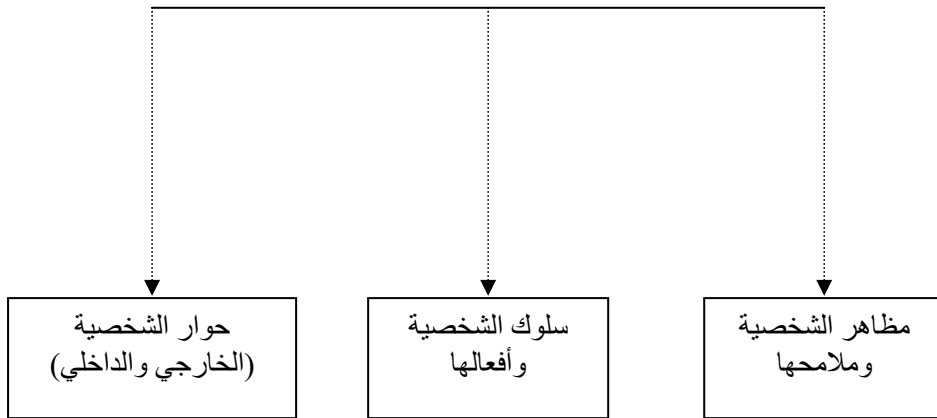 مظاهر الشخصية
وملامحها
سلوك الشخصية
وأفعالها
حوار الشخصية
(الخارجي والداخلي)